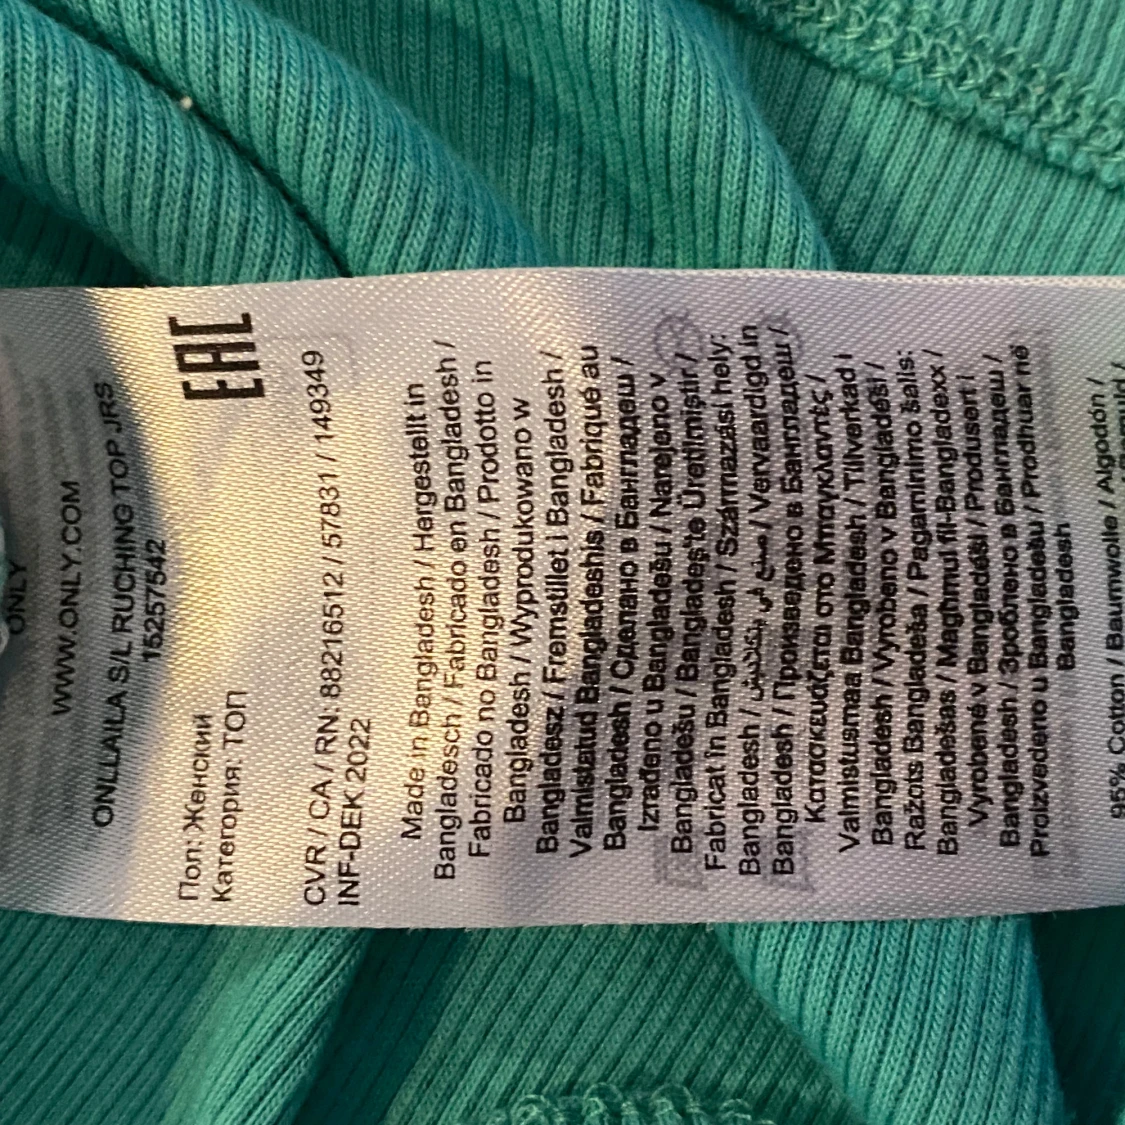 ONLY
WWW.ONLY.COM
ONLLAILA S/L RUCHING TOP JRS
15257542
EAC
Пол: Женский
Категория: ТОП
CVR / CA / RN: 88216512 / 57831 / 149349
INF-DEK.2022
Made in Bangladesh / Hergestellt in
Bangladesch / Fabricado en Bangladesh /
Fabricado no Bangladesh / Prodotto in
Bangladesh / Wyprodukowano w
Bangladesz / Fremstillet i Bangladesh /
Valmistatud Bangladeshis / Fabriqué au
Bangladesh / Сделано в Бангладеш /
Izrađeno u Bangladešu / Narejeno v
Bangladešu / Bangladeş'te Üretilmiştir /
Fabricat în Bangladesh / Származási hely:
Bangladesh / صنع في بنگلاديش / Vervaardigd in
Bangladesh / Произведено в Бангладеш /
Κατασκευάζεται στο Μπαγκλαντές /
Valmistusmaa Bangladesh / Tillverkad i
Bangladesh / Vyrobeno v Bangladéši /
Ražots Bangladeša / Pagaminimo šalis:
Bangladešas / Magħmul fil-Bangladexx /
Vyrobené v Bangladéši / Produsert i
Bangladesh / Зроблено в Бангладеш /
Proizvedeno u Bangladešu / Prodhuar në
Bangladesh
95% Cotton / Baumwolle / Algodón /